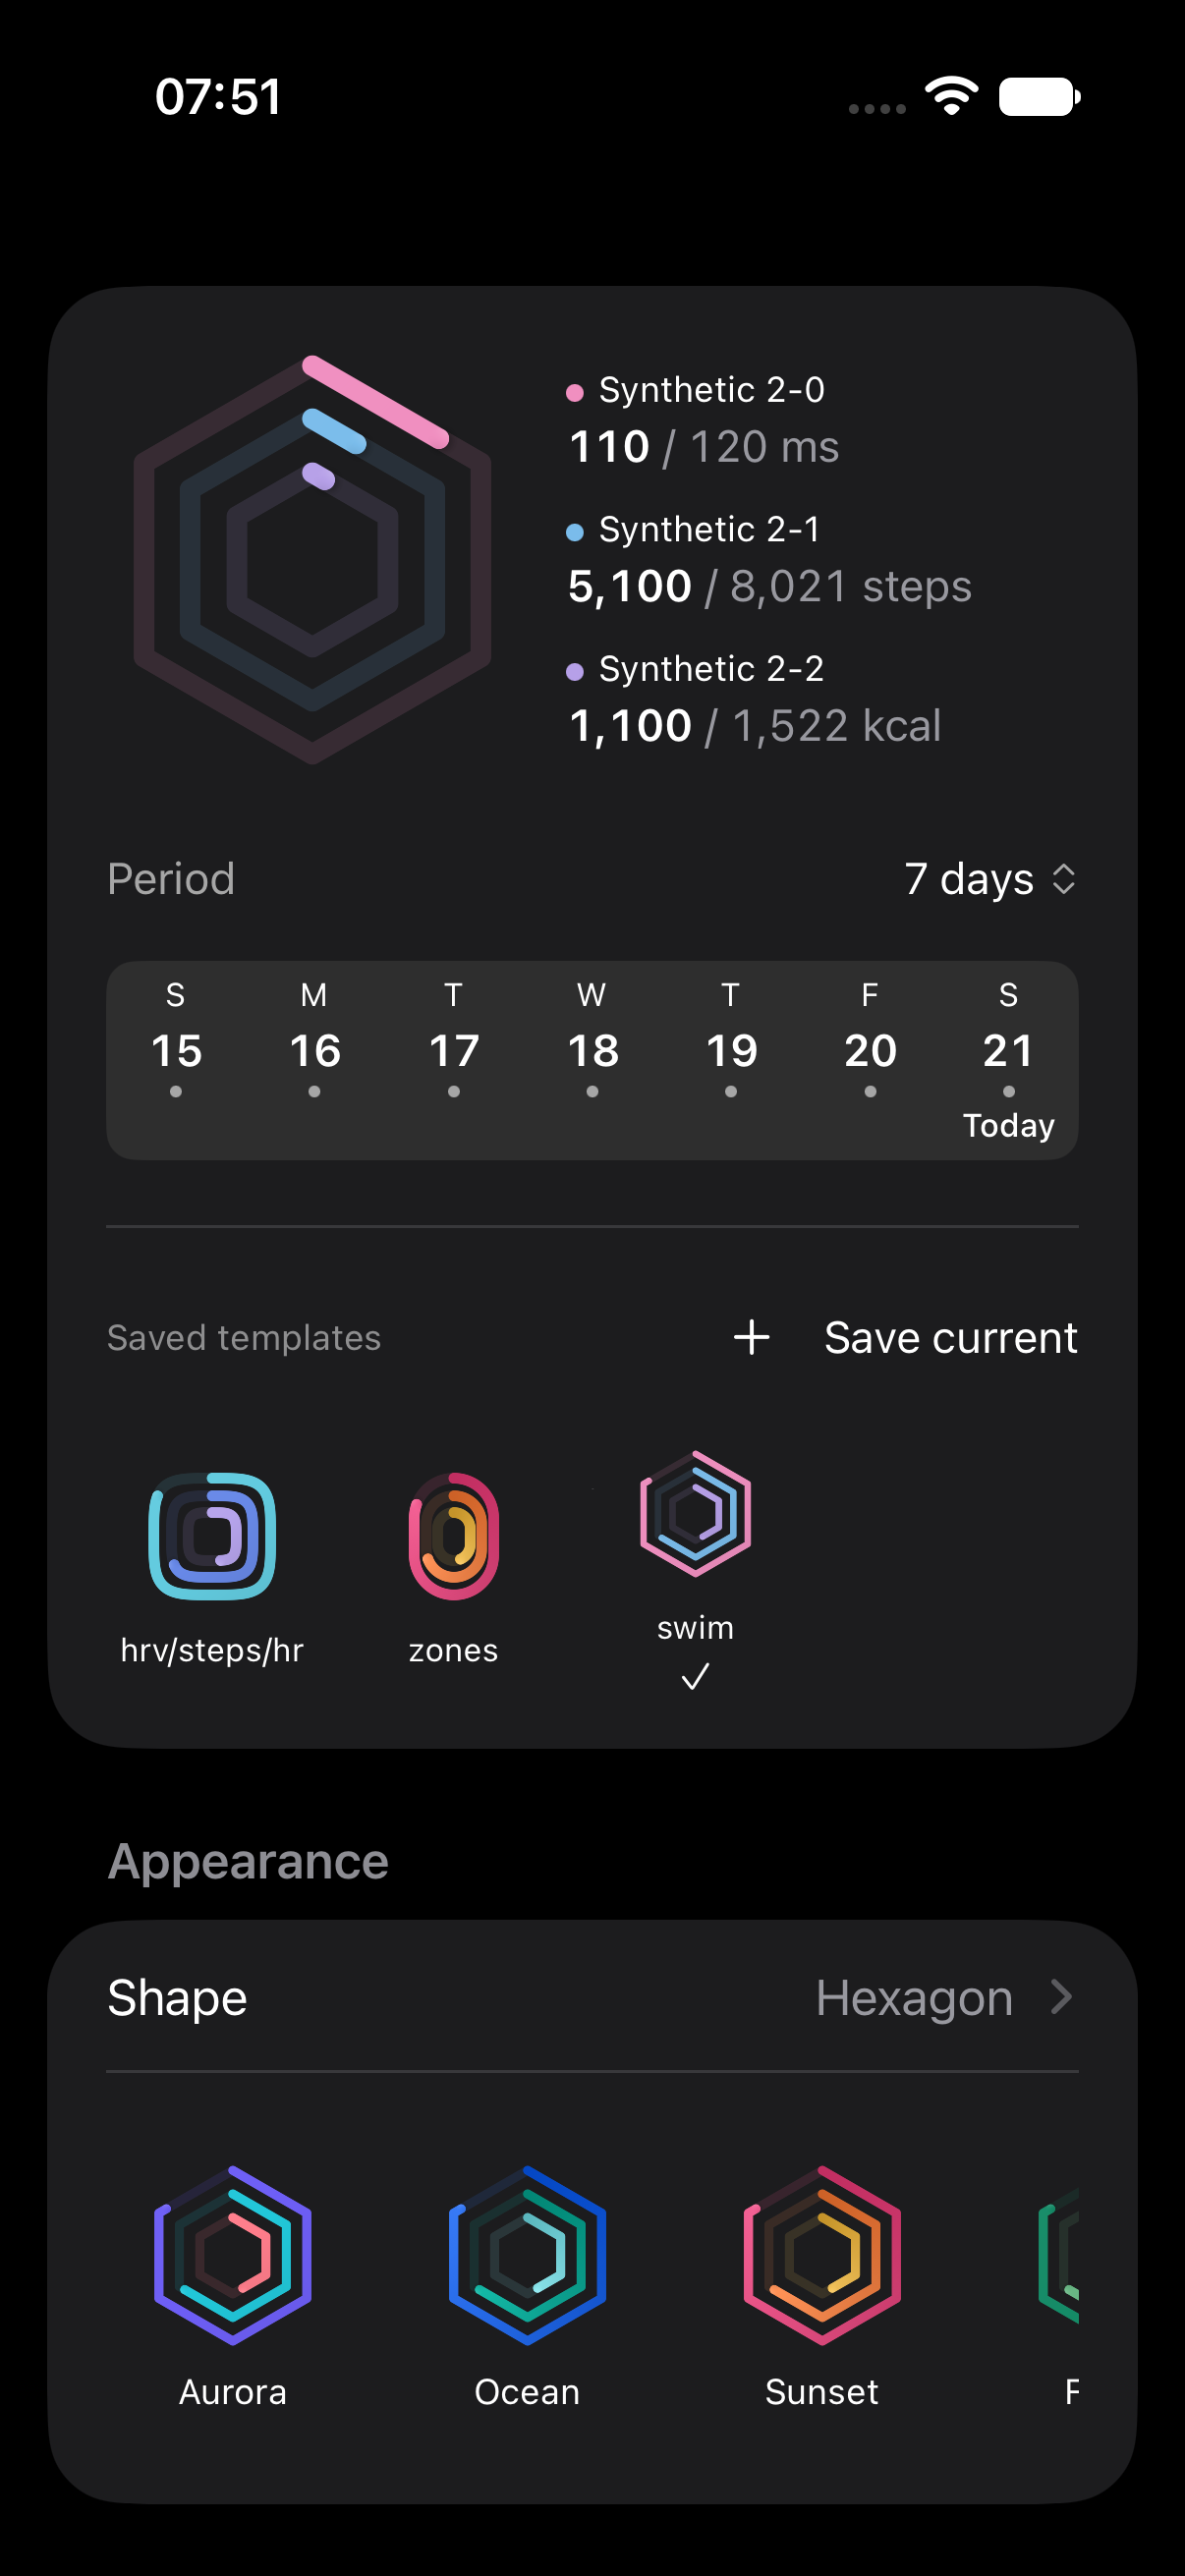 07:51
Synthetic 2-0
110 / 120 ms
Synthetic 2-1
5,100 / 8,021 steps
Synthetic 2-2
1,100 / 1,522 kcal
Period 7 days
S M T W T F S
15 16 17 18 19 20 21
Today
Saved templates + Save current
hrv/steps/hr zones swim
Appearance
Shape Hexagon
Aurora Ocean Sunset F